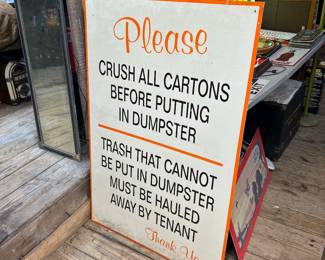 Please
CRUSH ALL CARTONS
BEFORE PUTTING
IN DUMPSTER
TRASH THAT CANNOT
BE PUT IN DUMPSTER
MUST BE HAULED
AWAY BY TENANT
Thank